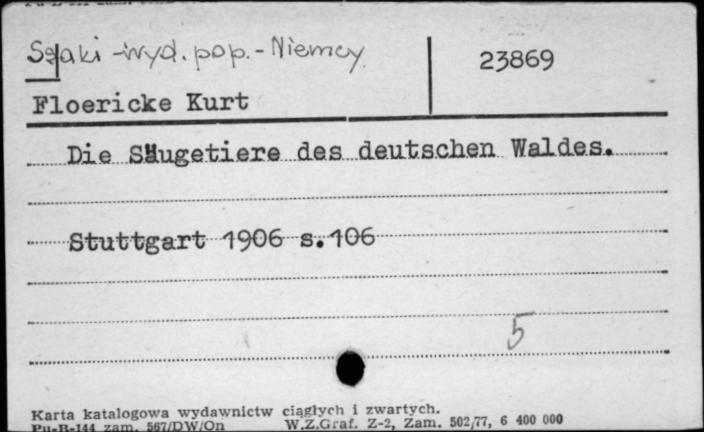 Ssaki - wyd. pop. - Niemcy
23869
Floericke Kurt
Die Säugetiere des deutschen Waldes.
Stuttgart 1906 s.106
5
Karta katalogowa wydawnictw ciągłych i zwartych.
Pu-B-144 zam. 567/DW/On W.Z.Graf. Z-2, Zam. 502/77, 6 400 000